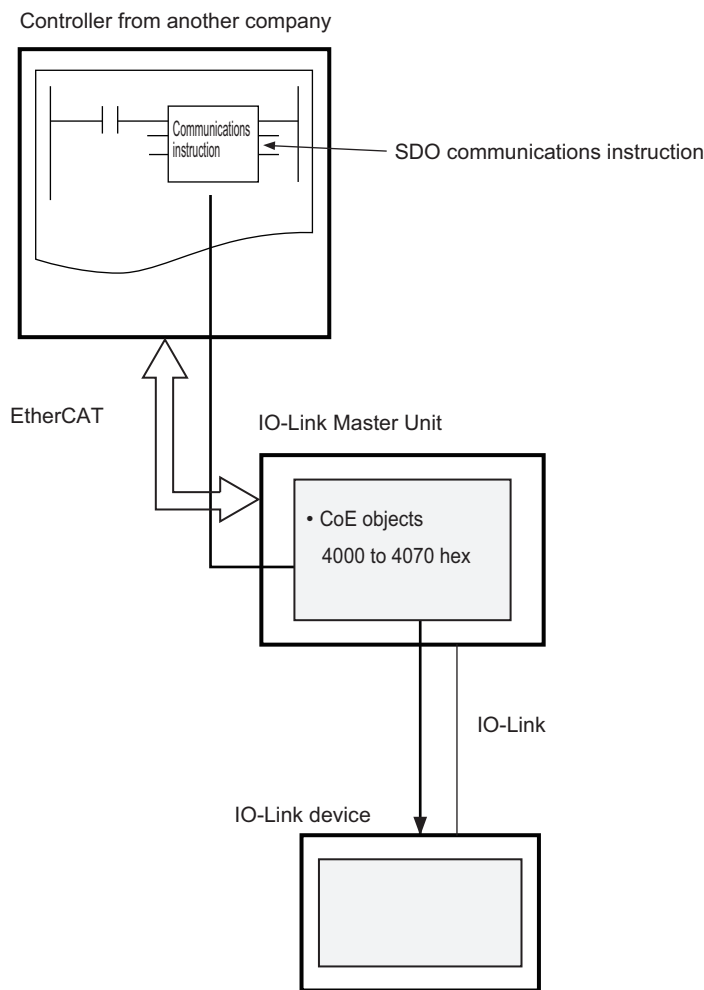 Controller from another company
Communications
instruction
SDO communications instruction
EtherCAT
IO-Link Master Unit
• CoE objects
4000 to 4070 hex
IO-Link
IO-Link device